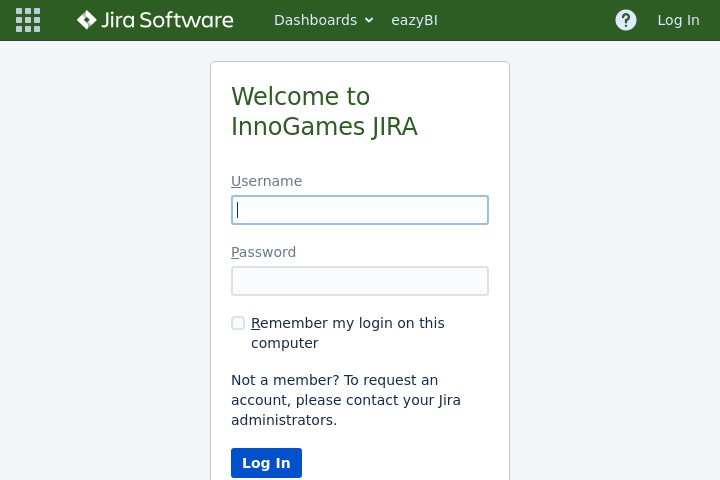 Jira Software Dashboards eazyBI ? Log In
Welcome to
InnoGames JIRA
Username
Password
Remember my login on this
computer
Not a member? To request an
account, please contact your Jira
administrators.
Log In